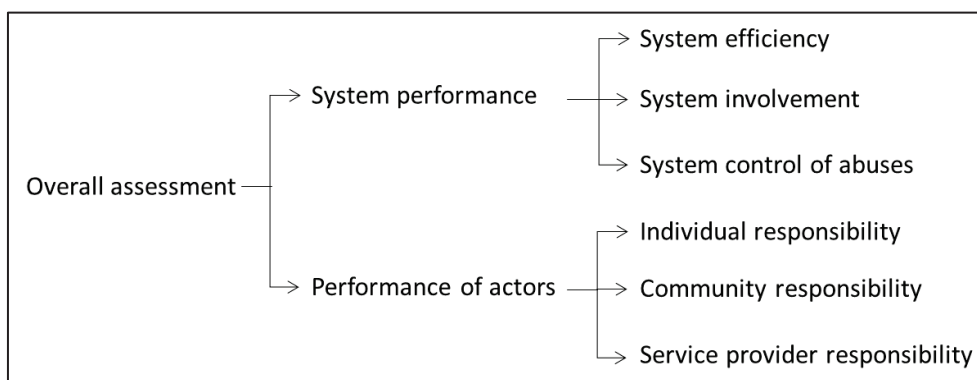 Overall assessment
System performance
System efficiency
System involvement
System control of abuses
Performance of actors
Individual responsibility
Community responsibility
Service provider responsibility